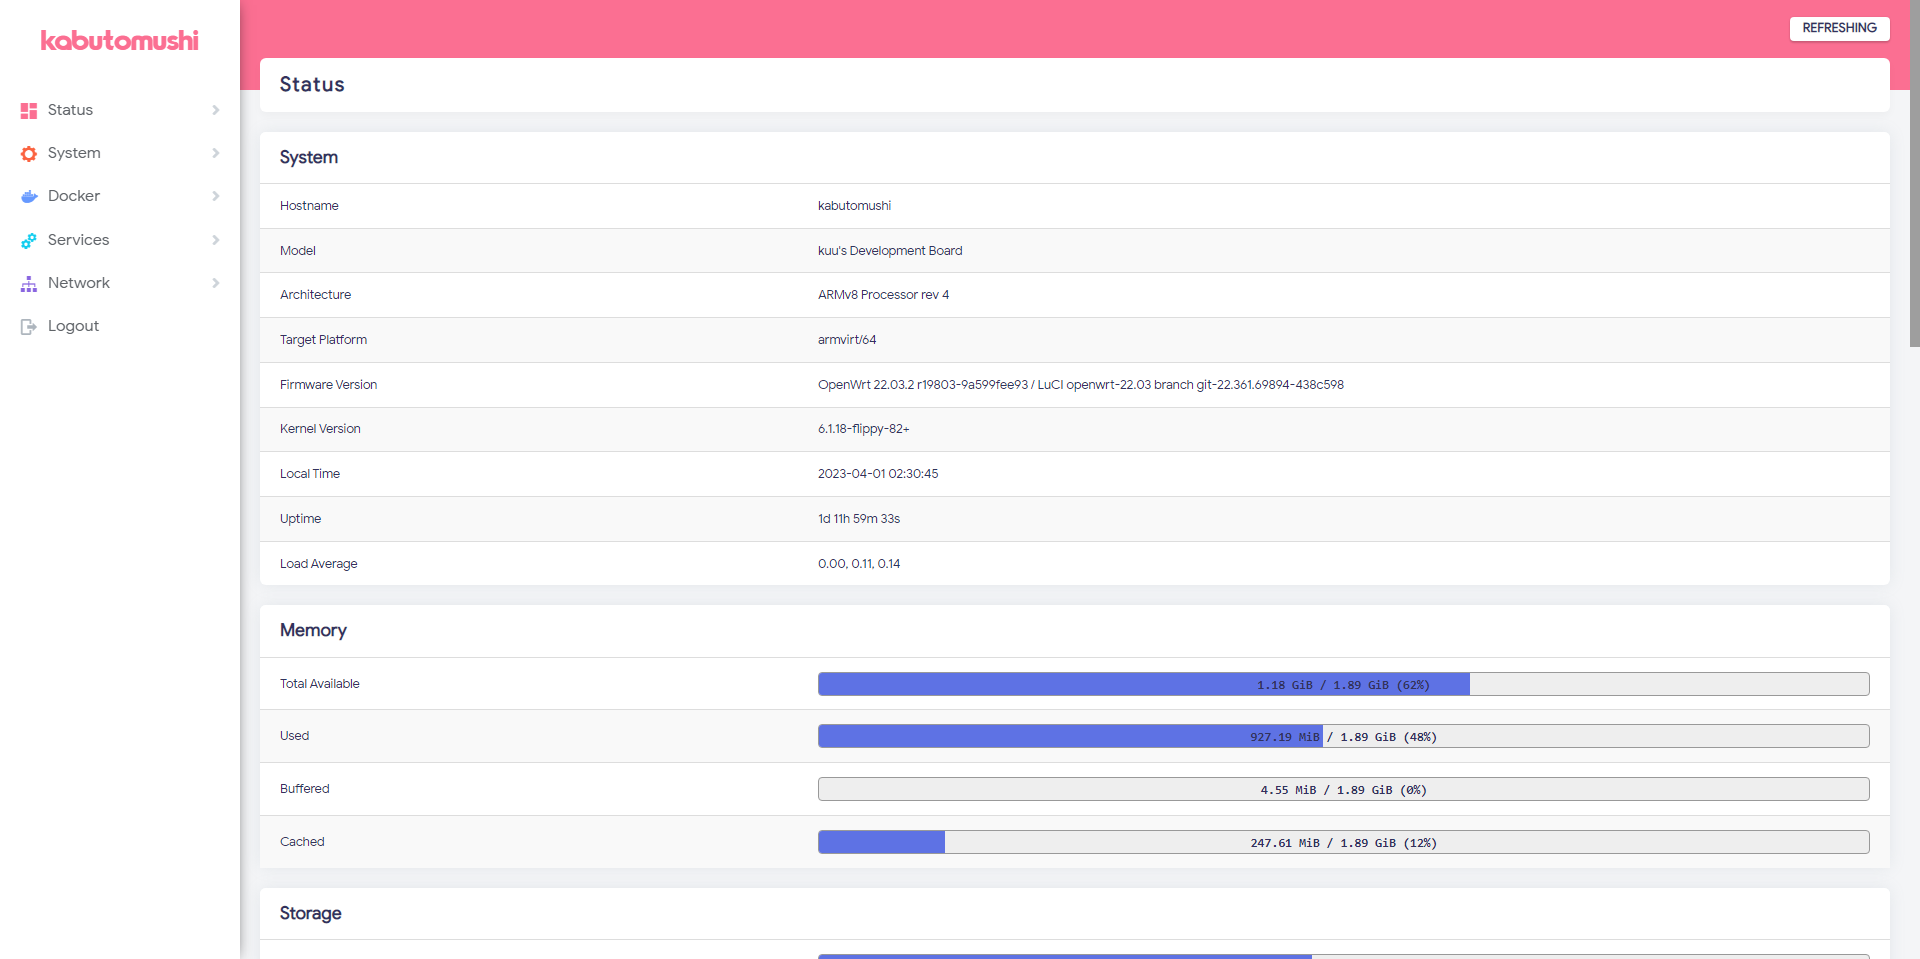 kabutomushi
Status
System
Docker
Services
Network
Logout
REFRESHING
Status
System
Hostname kabutomushi
Model kuu's Development Board
Architecture ARMv8 Processor rev 4
Target Platform armvirt/64
Firmware Version OpenWrt 22.03.2 r19803-9a599fee93 / LuCI openwrt-22.03 branch git-22.361.69894-438c598
Kernel Version 6.1.18-flippy-82+
Local Time 2023-04-01 02:30:45
Uptime 1d 11h 59m 33s
Load Average 0.00, 0.11, 0.14
Memory
Total Available 1.18 GiB / 1.89 GiB (62%)
Used 927.19 MiB / 1.89 GiB (48%)
Buffered 4.55 MiB / 1.89 GiB (0%)
Cached 247.61 MiB / 1.89 GiB (12%)
Storage